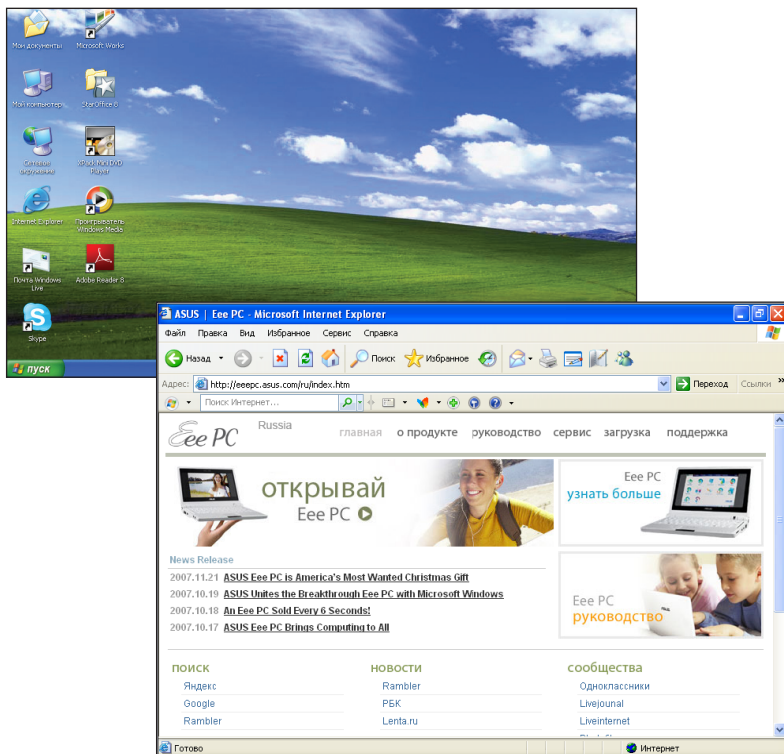 Мои документы
Microsoft Works
Мой компьютер
StarOffice 8
Сетевое окружение
XPack MiniDVD Player
Internet Explorer
Проигрыватель Windows Media
Почта Windows Live
Adobe Reader 8
Skype
пуск
ASUS | Eee PC - Microsoft Internet Explorer
Файл Правка Вид Избранное Сервис Справка
Назад Поиск Избранное
Адрес: http://eeepc.asus.com/ru/index.htm Переход Ссылки »
Поиск Интернет...
Eee PC Russia главная о продукте руководство сервис загрузка поддержка
открывай
Eee PC
Eee PC
узнать больше
News Release
2007.11.21 ASUS Eee PC is America's Most Wanted Christmas Gift
2007.10.19 ASUS Unites the Breakthrough Eee PC with Microsoft Windows
2007.10.18 An Eee PC Sold Every 6 Seconds!
2007.10.17 ASUS Eee PC Brings Computing to All
Eee PC
руководство
поиск новости сообщества
Яндекс Rambler Одноклассники
Google РБК Livejounal
Rambler Lenta.ru Liveinternet
Готово Интернет